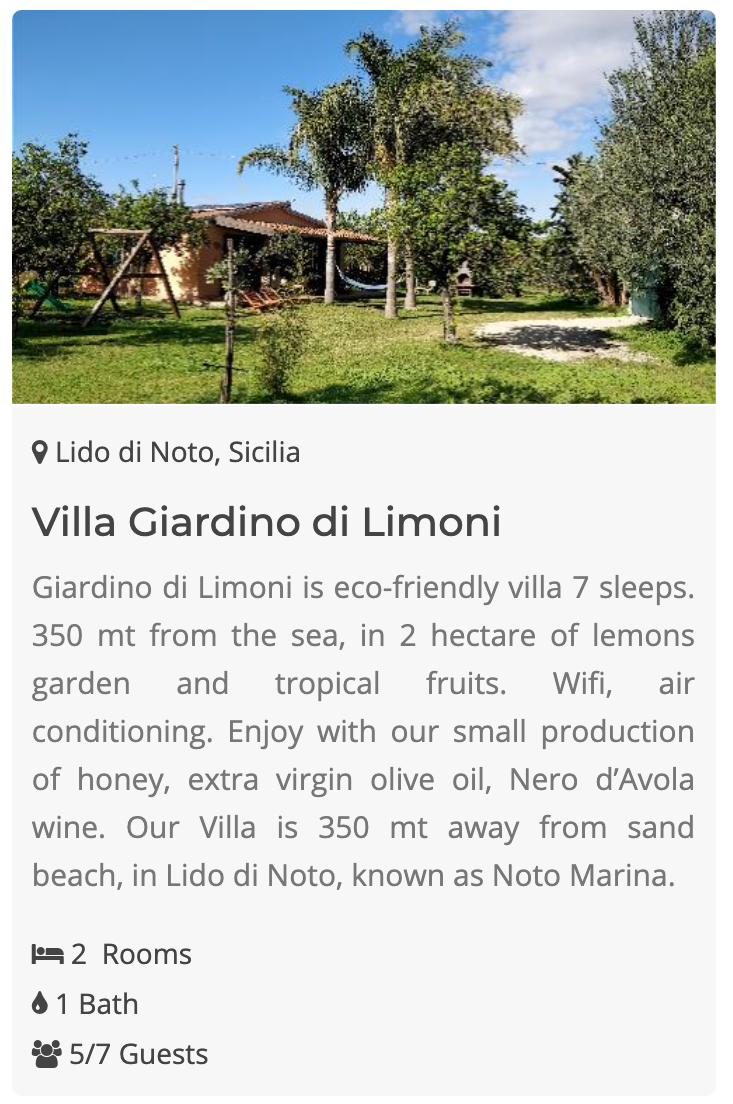 Lido di Noto, Sicilia
Villa Giardino di Limoni
Giardino di Limoni is eco-friendly villa 7 sleeps.
350 mt from the sea, in 2 hectare of lemons
garden and tropical fruits. Wifi, air
conditioning. Enjoy with our small production
of honey, extra virgin olive oil, Nero d’Avola
wine. Our Villa is 350 mt away from sand
beach, in Lido di Noto, known as Noto Marina.
2 Rooms
1 Bath
5/7 Guests